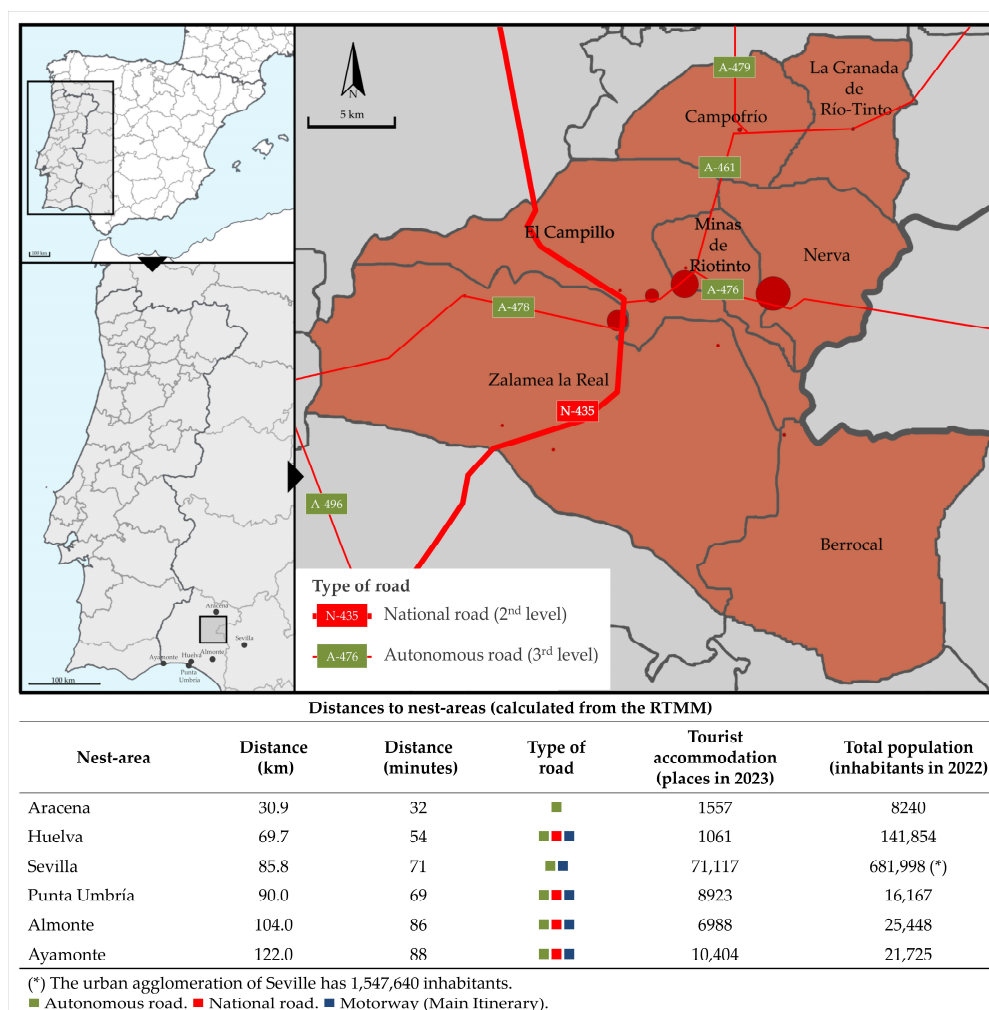 N
5 km
A-479
La Granada
de
Río-Tinto
Campofrío
A-461
El Campillo
Minas
de
Riotinto
Nerva
A-476
A-478
Zalamea la Real
N-435
A-496
Berrocal
100 km
Aracena
Sevilla
Ayamonte
Huelva
Almonte
Punta
Umbría
100 km
Type of road
N-435 National road (2nd level)
A-476 Autonomous road (3rd level)
Distances to nest-areas (calculated from the RTMM)
Nest-area Distance (km) Distance (minutes) Type of road Tourist accommodation (places in 2023) Total population (inhabitants in 2022)
Aracena 30.9 32 1557 8240
Huelva 69.7 54 1061 141,854
Sevilla 85.8 71 71,117 681,998 (*)
Punta Umbría 90.0 69 8923 16,167
Almonte 104.0 86 6988 25,448
Ayamonte 122.0 88 10,404 21,725
(*) The urban agglomeration of Seville has 1,547,640 inhabitants.
Autonomous road. National road. Motorway (Main Itinerary).